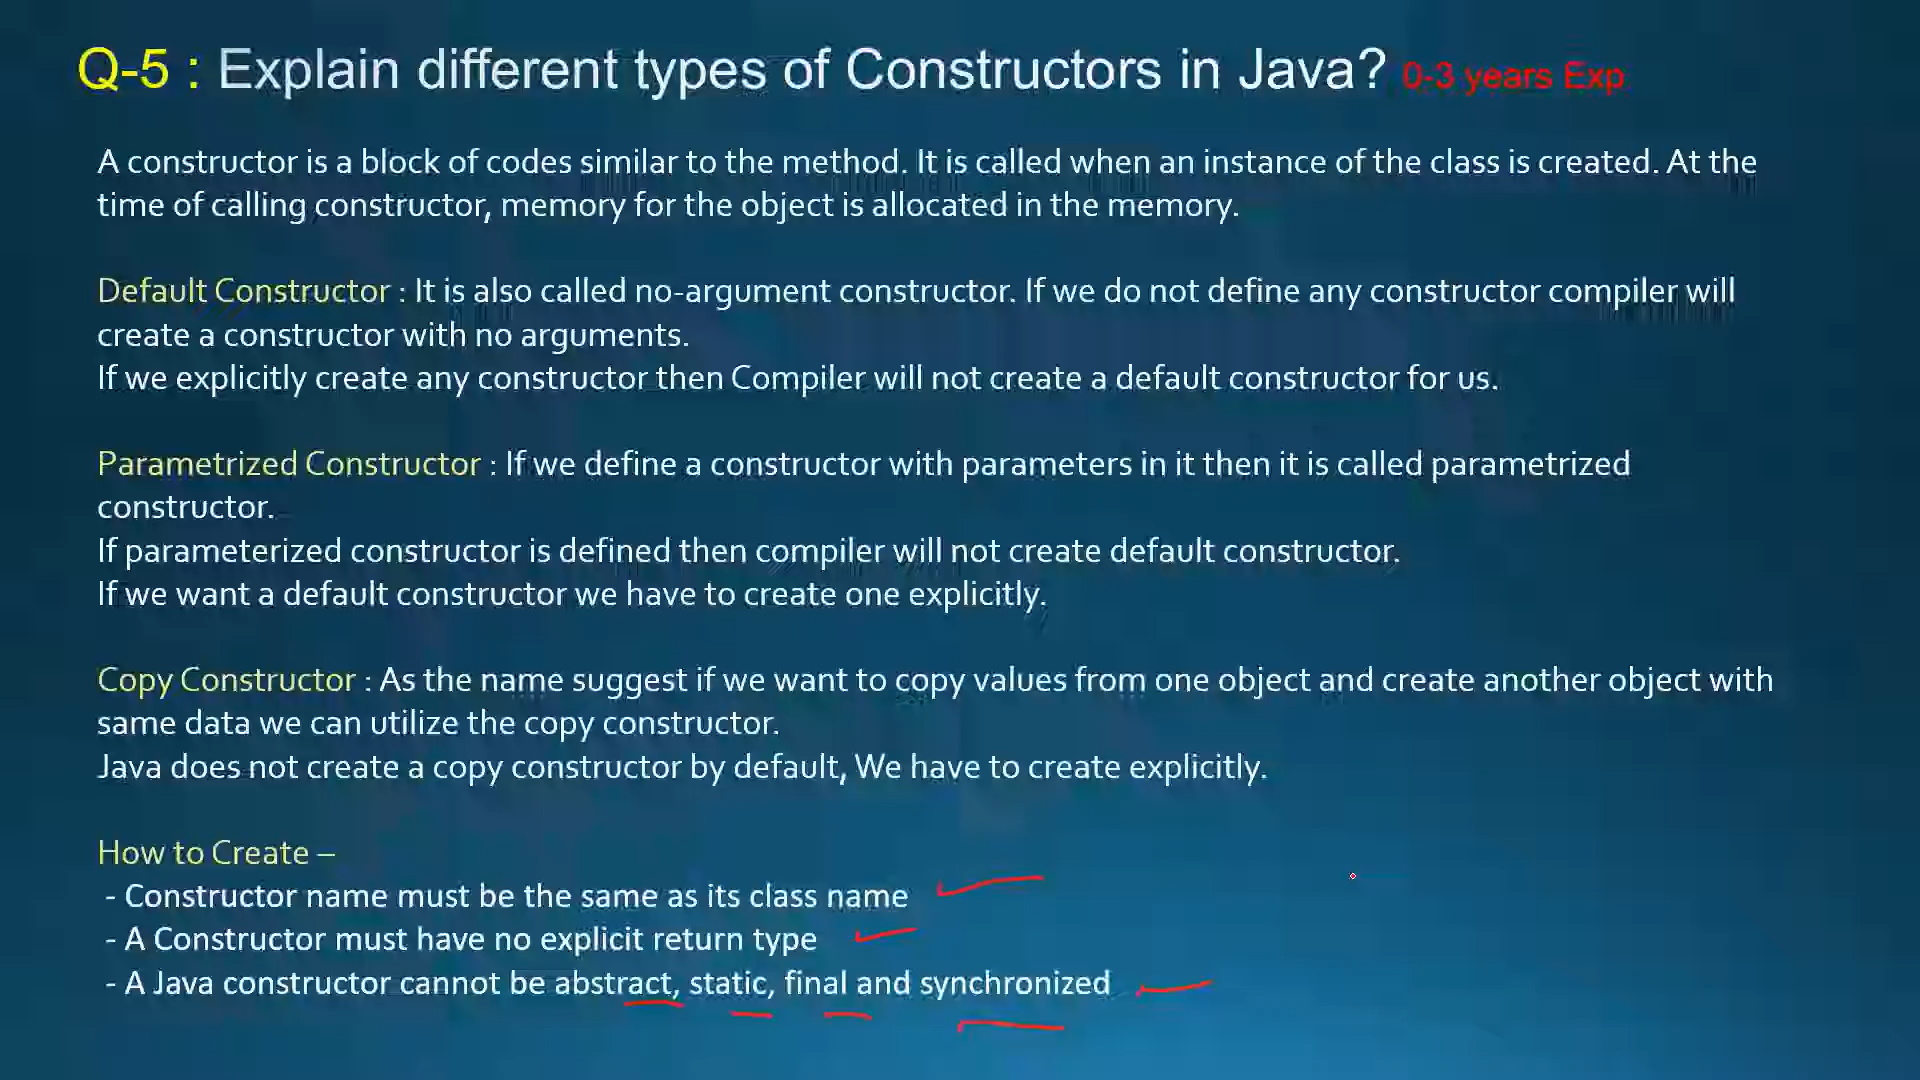 Q-5 : Explain different types of Constructors in Java? 0-3 years Exp
A constructor is a block of codes similar to the method. It is called when an instance of the class is created. At the
time of calling constructor, memory for the object is allocated in the memory.
Default Constructor : It is also called no-argument constructor. If we do not define any constructor compiler will
create a constructor with no arguments.
If we explicitly create any constructor then Compiler will not create a default constructor for us.
Parametrized Constructor : If we define a constructor with parameters in it then it is called parametrized
constructor.
If parameterized constructor is defined then compiler will not create default constructor.
If we want a default constructor we have to create one explicitly.
Copy Constructor : As the name suggest if we want to copy values from one object and create another object with
same data we can utilize the copy constructor.
Java does not create a copy constructor by default, We have to create explicitly.
How to Create –
- Constructor name must be the same as its class name
- A Constructor must have no explicit return type
- A Java constructor cannot be abstract, static, final and synchronized